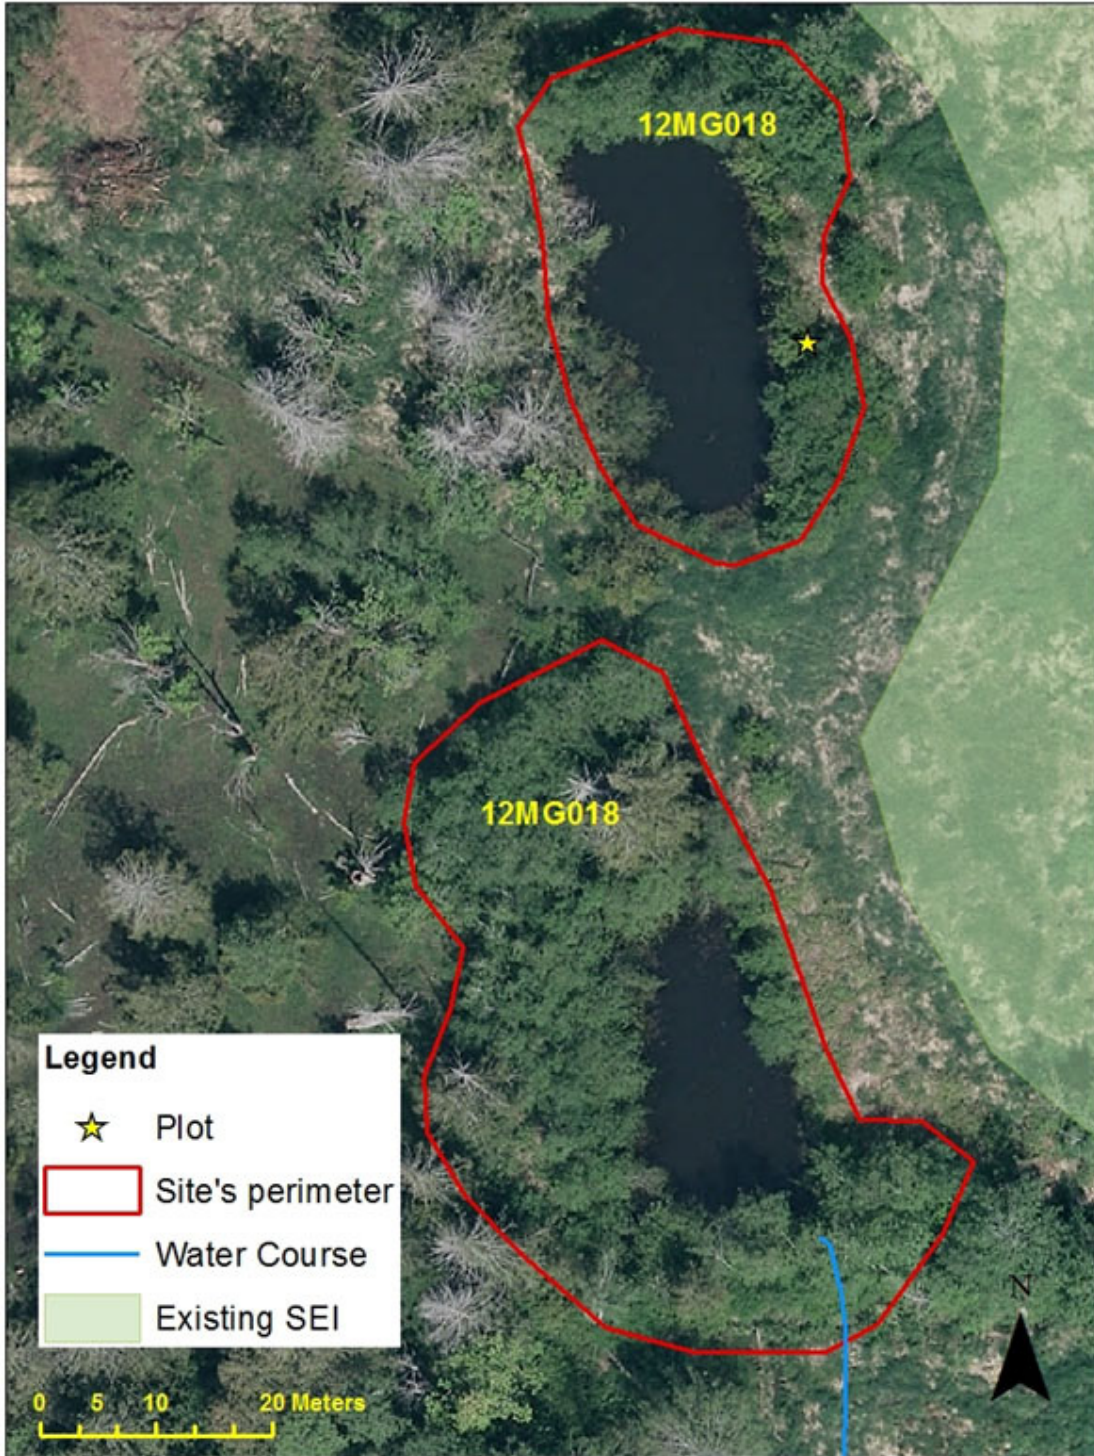 12MG018
12MG018
Legend
Plot
Site's perimeter
Water Course
Existing SEI
N
0 5 10 20 Meters